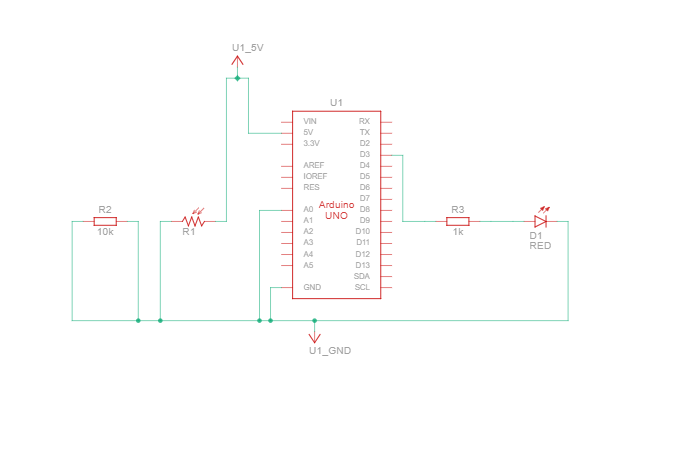 U1_5V
U1
VIN RX
5V TX
3.3V D2
D3
AREF D4
IOREF D5
RES D6
D7
A0 Arduino D8
A1 UNO D9
A2 D10
A3 D11
A4 D12
A5 D13
SDA
GND SCL
R2
10k
R1
R3
1k
D1
RED
U1_GND